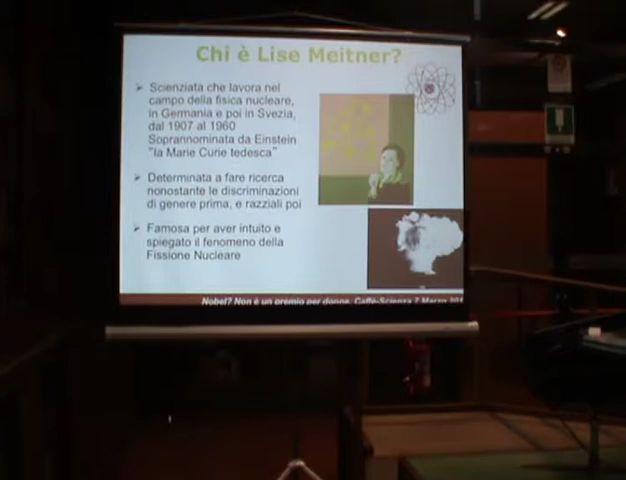 Chi è Lise Meitner?
Scienziata che lavora nel
campo della fisica nucleare,
in Germania e poi in Svezia,
dal 1907 al 1960
Soprannominata da Einstein
"la Marie Curie tedesca"
Determinata a fare ricerca
nonostante le discriminazioni
di genere prima, e razziali poi
Famosa per aver intuito e
spiegato il fenomeno della
Fissione Nucleare
Nobel? Non è un premio per donne. Caffè-Scienza 7 Marzo 201